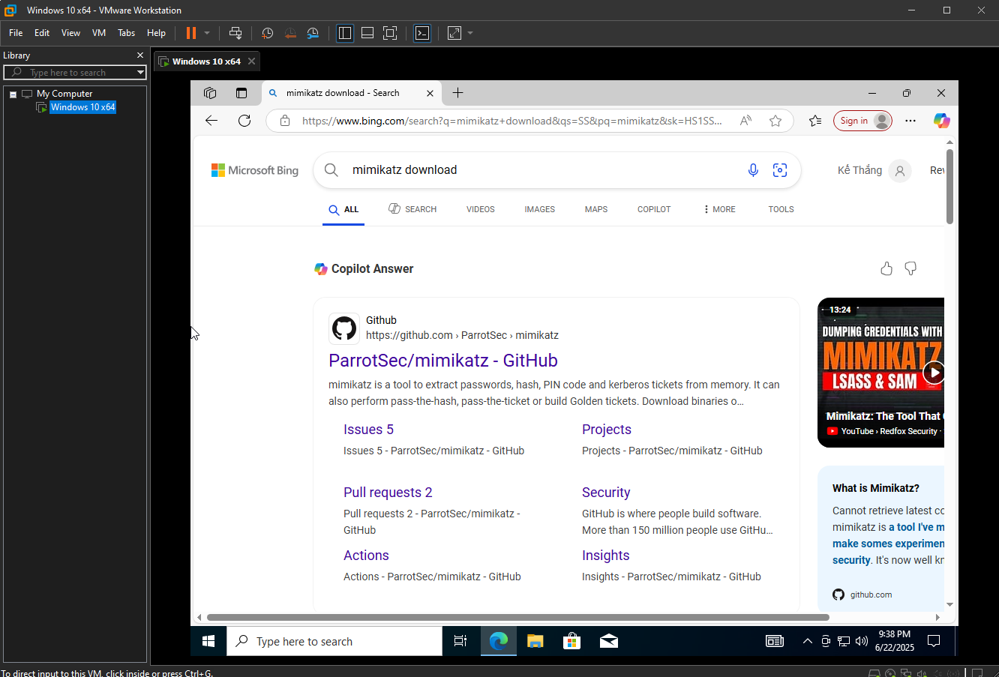 Windows 10 x64 - VMware Workstation
File Edit View VM Tabs Help
Library
Type here to search
My Computer
Windows 10 x64
Windows 10 x64
mimikatz download - Search
https://www.bing.com/search?q=mimikatz+download&qs=SS&pq=mimikatz&sk=HS1SS...
Sign in
Microsoft Bing
mimikatz download
Kế Thắng
Rev
ALL SEARCH VIDEOS IMAGES MAPS COPILOT MORE TOOLS
Copilot Answer
Github
https://github.com › ParrotSec › mimikatz
ParrotSec/mimikatz - GitHub
mimikatz is a tool to extract passwords, hash, PIN code and kerberos tickets from memory. It can
also perform pass-the-hash, pass-the-ticket or build Golden tickets. Download binaries o...
Issues 5
Issues 5 - ParrotSec/mimikatz - GitHub
Projects
Projects - ParrotSec/mimikatz - GitHub
Pull requests 2
Pull requests 2 - ParrotSec/mimikatz -
GitHub
Security
GitHub is where people build software.
More than 150 million people use GitHu...
Actions
Actions - ParrotSec/mimikatz - GitHub
Insights
Insights - ParrotSec/mimikatz - GitHub
13:24
DUMPING CREDENTIALS WITH
MIMIKATZ
LSASS & SAM
Mimikatz: The Tool That
YouTube › Redfox Security ·
What is Mimikatz?
Cannot retrieve latest co
mimikatz is a tool I've m
make somes experimen
security. It's now well kn
github.com
Type here to search
9:38 PM
6/22/2025
To direct input to this VM, click inside or press Ctrl+G.